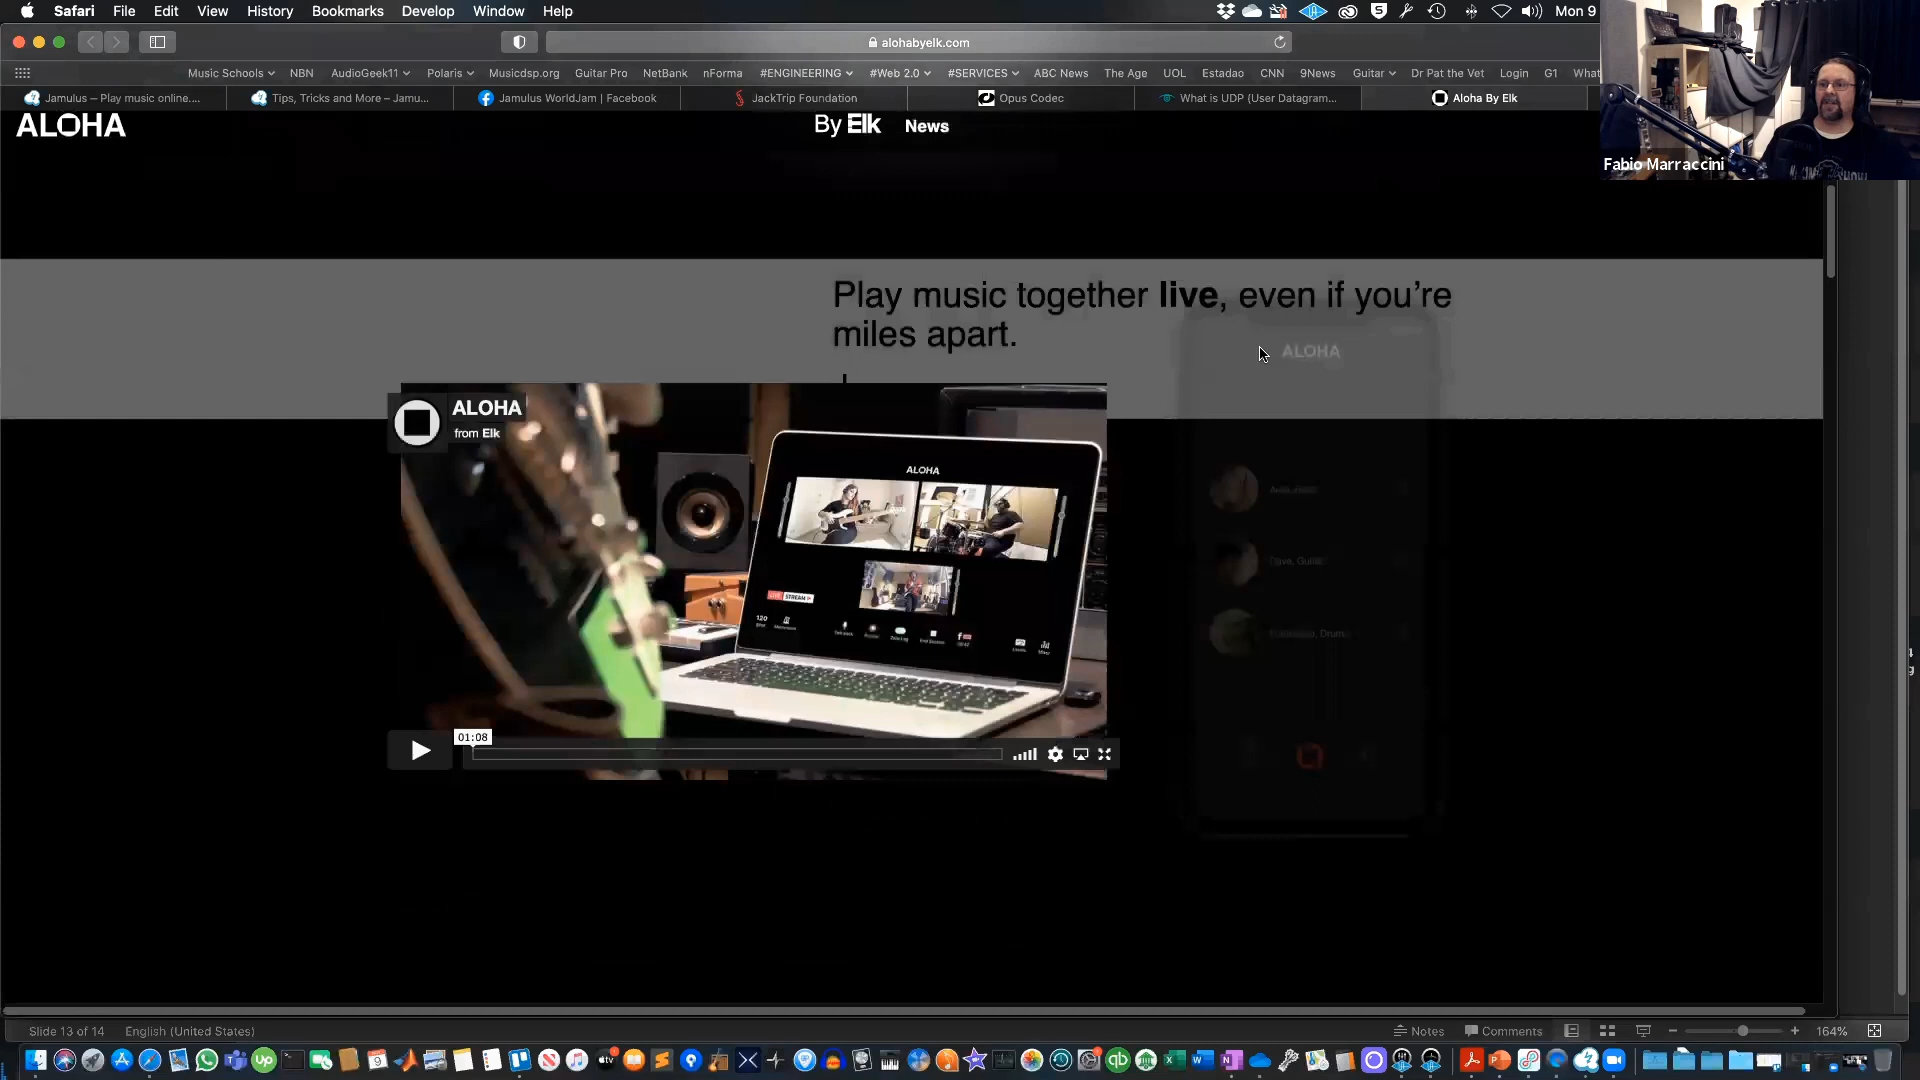 Safari File Edit View History Bookmarks Develop Window Help
Mon 9
alohabyelk.com
Music Schools NBN AudioGeek11 Polaris Musicdsp.org Guitar Pro NetBank nForma #ENGINEERING #Web 2.0 #SERVICES ABC News The Age UOL Estadao CNN 9News Guitar Dr Pat the Vet Login G1 What
Jamulus – Play music online....
Tips, Tricks and More – Jamu...
Jamulus WorldJam | Facebook
JackTrip Foundation
Opus Codec
What is UDP (User Datagram...
Aloha By Elk
Fabio Marraccini
ALOHA
By Elk
News
Play music together live, even if you're
miles apart.
ALOHA
ALOHA
from Elk
ALOHA
LIVE STREAM
120
01:08
Slide 13 of 14
English (United States)
Notes
Comments
164%